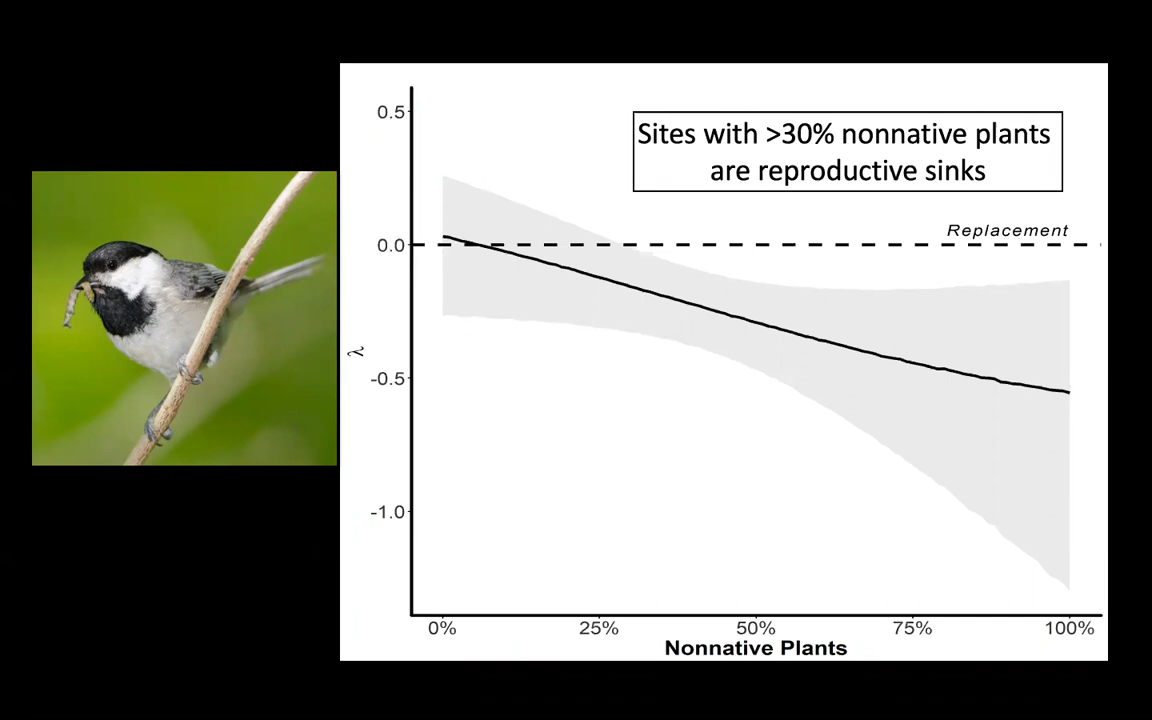 Sites with >30% nonnative plants
are reproductive sinks
Replacement
0.5
0.0
-0.5
-1.0
λ
0%
25%
50%
75%
100%
Nonnative Plants